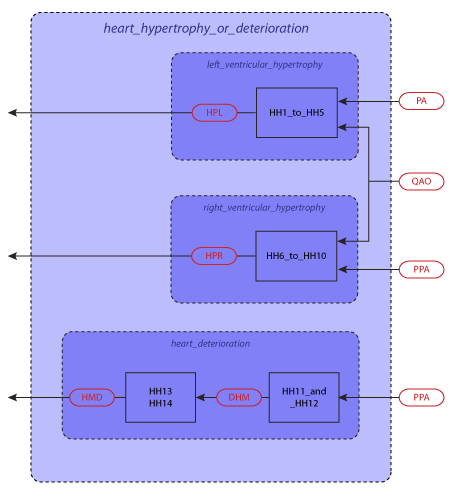 heart_hypertrophy_or_deterioration
left_ventricular_hypertrophy
HPL
HH1_to_HH5
PA
QAO
right_ventricular_hypertrophy
HPR
HH6_to_HH10
PPA
heart_deterioration
HMD
HH13
HH14
DHM
HH11_and
_HH12
PPA